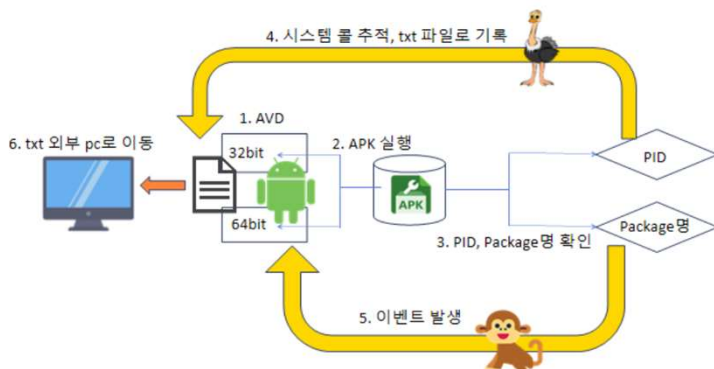 4. 시스템 콜 추적, txt 파일로 기록
1. AVD
6. txt 외부 pc로 이동
32bit
2. APK 실행
PID
APK
64bit
3. PID, Package명 확인
Package명
5. 이벤트 발생